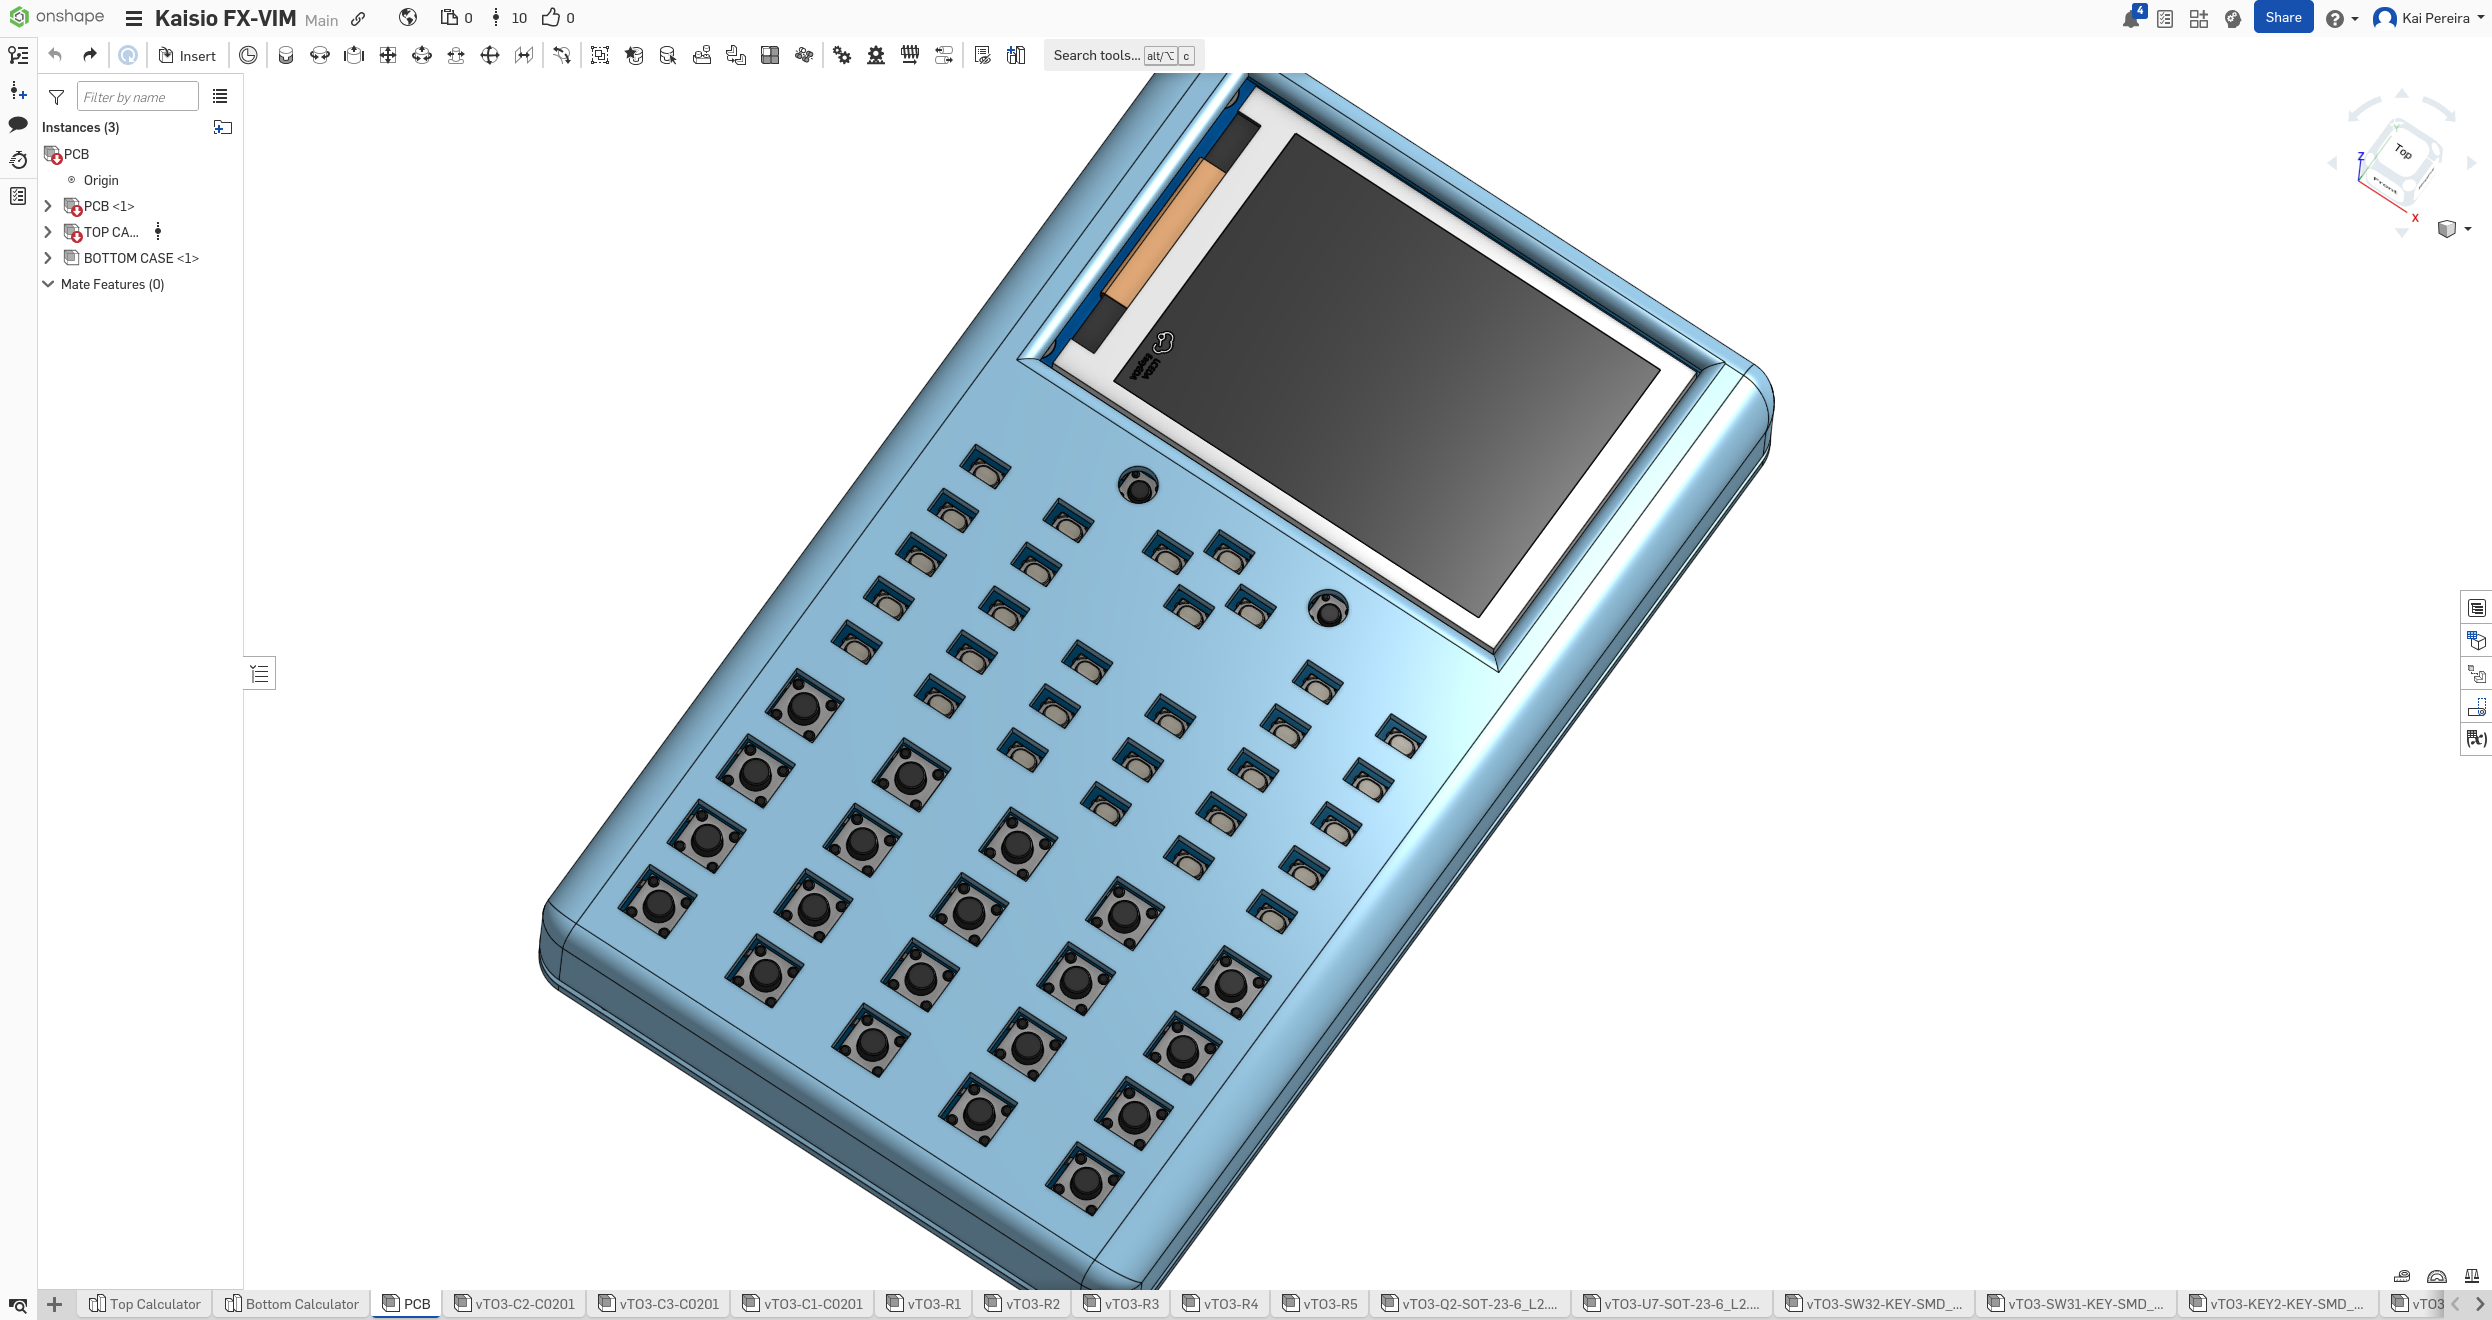 onshape
Kaisio FX-VIM Main
0
10
0
4
Share
Kai Pereira
Insert
Search tools... alt/⌥ c
Filter by name
Instances (3)
PCB
Origin
PCB <1>
TOP CA...
BOTTOM CASE <1>
Mate Features (0)
Top
Front
Z
Y
X
Top Calculator
Bottom Calculator
PCB
vTO3-C2-C0201
vTO3-C3-C0201
vTO3-C1-C0201
vTO3-R1
vTO3-R2
vTO3-R3
vTO3-R4
vTO3-R5
vTO3-Q2-SOT-23-6_L2....
vTO3-U7-SOT-23-6_L2....
vTO3-SW32-KEY-SMD_...
vTO3-SW31-KEY-SMD_...
vTO3-KEY2-KEY-SMD_...
vTO3